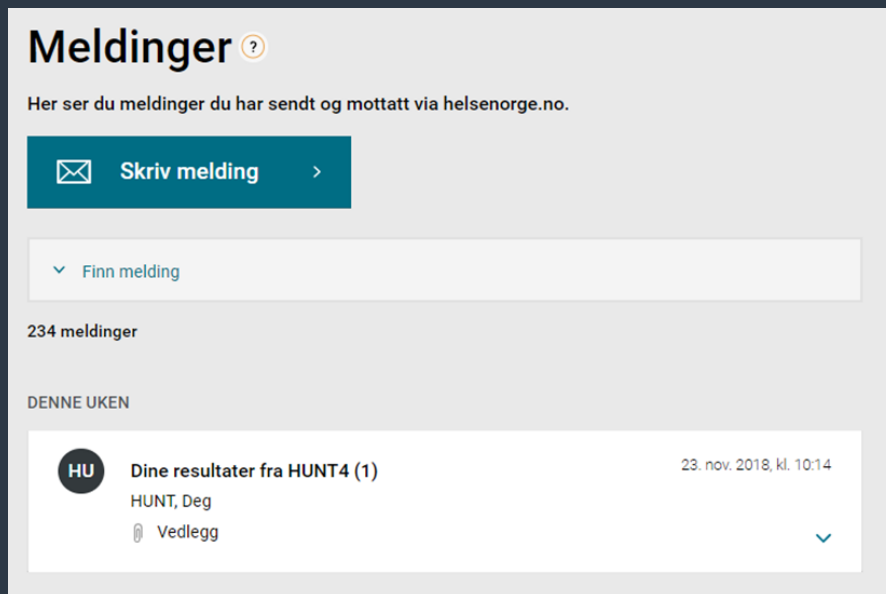 Meldinger ?
Her ser du meldinger du har sendt og mottatt via helsenorge.no.
Skriv melding
Finn melding
234 meldinger
DENNE UKEN
HU
Dine resultater fra HUNT4 (1)
23. nov. 2018, kl. 10:14
HUNT, Deg
Vedlegg